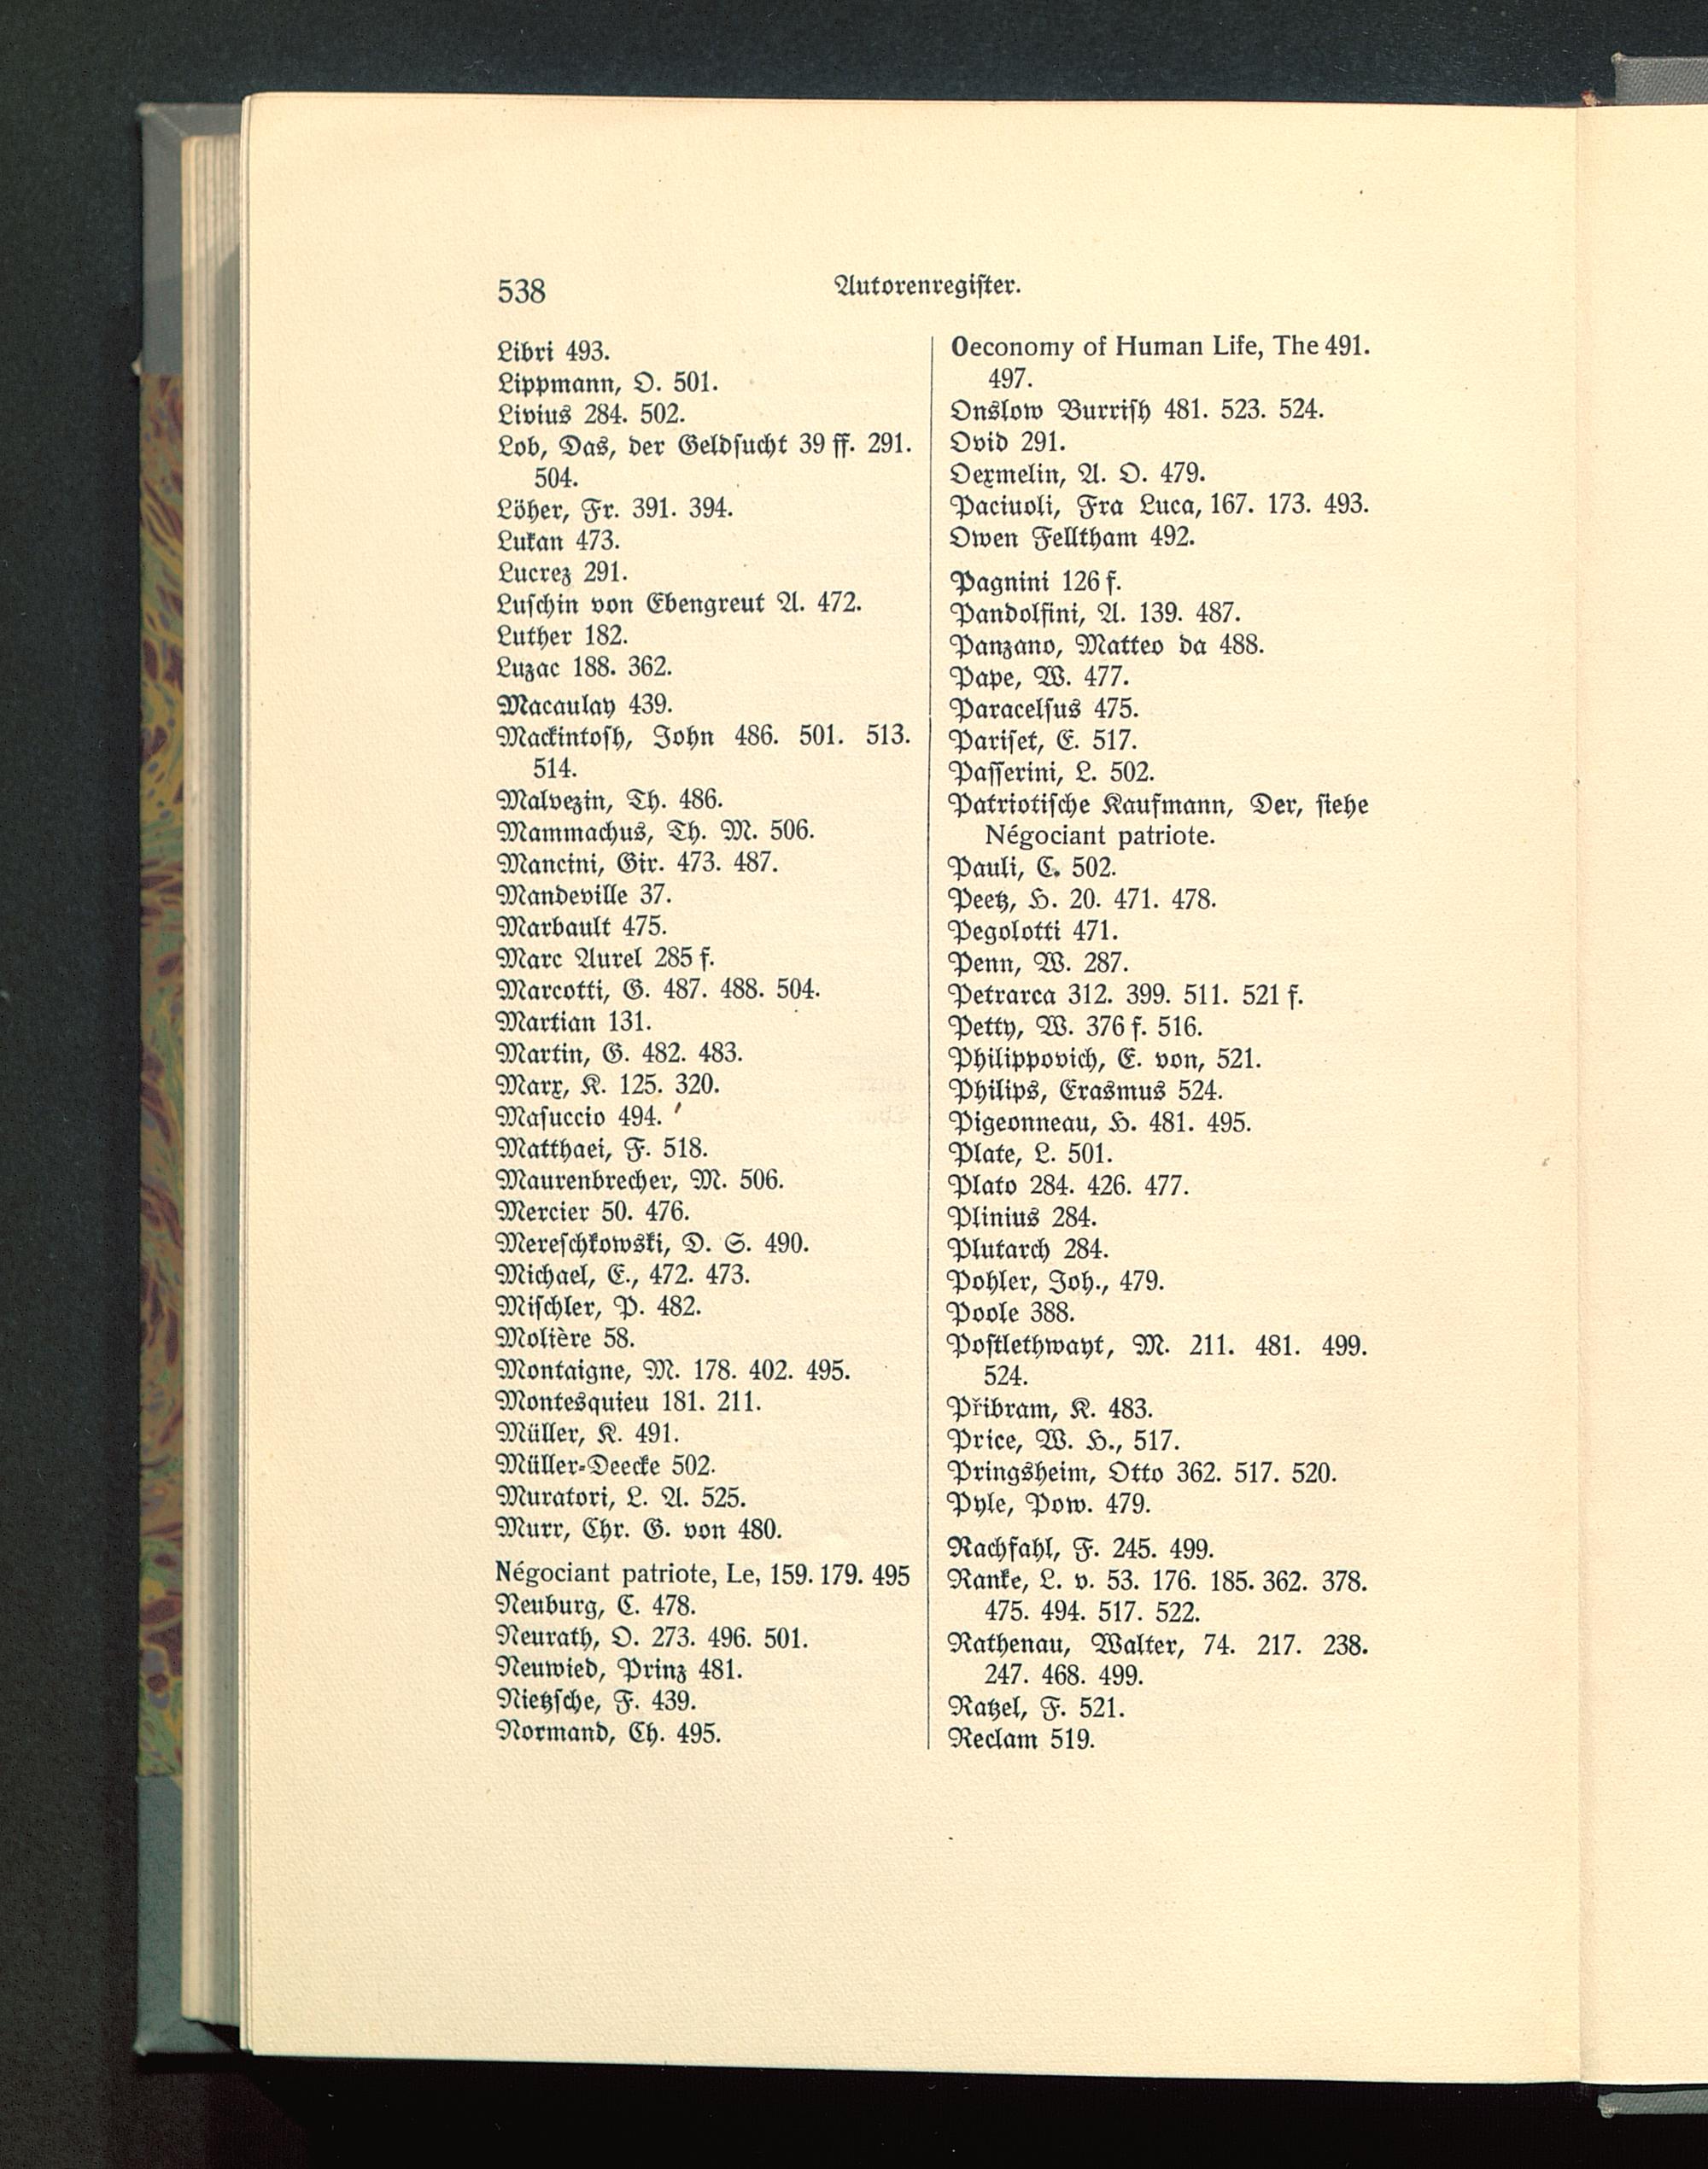 538
Autorenregister.
Libri 493.
Lippmann, O. 501.
Livius 284. 502.
Lob, Das, der Geldsucht 39 ff. 291.
504.
Löher, Fr. 391. 394.
Lukan 473.
Lucrez 291.
Luschin von Ebengreut A. 472.
Luther 182.
Luzac 188. 362.
Macaulay 439.
Mackintosh, John 486. 501. 513.
514.
Malvezin, Th. 486.
Mammachus, Th. M. 506.
Mancini, Gir. 473. 487.
Mandeville 37.
Marbault 475.
Marc Aurel 285 f.
Marcotti, G. 487. 488. 504.
Martian 131.
Martin, G. 482. 483.
Marx, K. 125. 320.
Masuccio 494.
Matthaei, F. 518.
Maurenbrecher, M. 506.
Mercier 50. 476.
Mereschkowski, D. S. 490.
Michael, E., 472. 473.
Mischler, P. 482.
Molière 58.
Montaigne, M. 178. 402. 495.
Montesquieu 181. 211.
Müller, K. 491.
Müller-Deecke 502.
Muratori, L. A. 525.
Murr, Chr. G. von 480.
Négociant patriote, Le, 159. 179. 495
Neuburg, C. 478.
Neurath, O. 273. 496. 501.
Neuwied, Prinz 481.
Nietzsche, F. 439.
Normand, Ch. 495.
Oeconomy of Human Life, The 491.
497.
Onslow Burrish 481. 523. 524.
Ovid 291.
Oexmelin, A. O. 479.
Paciuoli, Fra Luca, 167. 173. 493.
Owen Felltham 492.
Pagnini 126 f.
Pandolfini, A. 139. 487.
Panzano, Matteo da 488.
Pape, W. 477.
Paracelsus 475.
Pariset, E. 517.
Passerini, L. 502.
Patriotische Kaufmann, Der, siehe
Négociant patriote.
Pauli, C. 502.
Peetz, H. 20. 471. 478.
Pegolotti 471.
Penn, W. 287.
Petrarca 312. 399. 511. 521 f.
Petty, W. 376 f. 516.
Philippovich, E. von, 521.
Philips, Erasmus 524.
Pigeonneau, H. 481. 495.
Plate, L. 501.
Plato 284. 426. 477.
Plinius 284.
Plutarch 284.
Pohler, Joh., 479.
Poole 388.
Postlethwayt, M. 211. 481. 499.
524.
Přibram, K. 483.
Price, W. H., 517.
Pringsheim, Otto 362. 517. 520.
Pyle, Pow. 479.
Rachfahl, F. 245. 499.
Ranke, L. v. 53. 176. 185. 362. 378.
475. 494. 517. 522.
Rathenau, Walter, 74. 217. 238.
247. 468. 499.
Ratzel, F. 521.
Reclam 519.